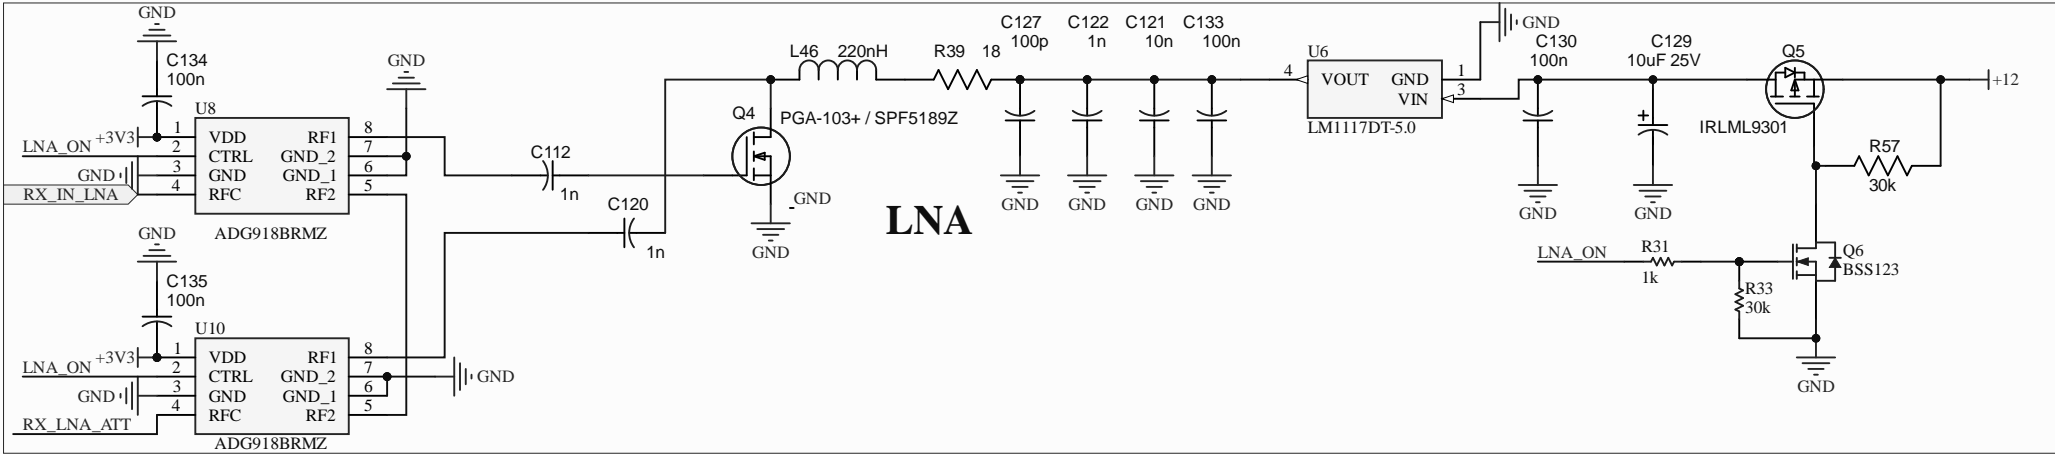 GND
C134
100n
U8
+3V3
LNA_ON
GND
RX_IN_LNA
1
2
3
4
VDD
CTRL
GND
RFC
RF1
GND_2
GND_1
RF2
8
7
6
5
ADG918BRMZ
GND
GND
C135
100n
U10
+3V3
LNA_ON
GND
RX_LNA_ATT
1
2
3
4
VDD
CTRL
GND
RFC
RF1
GND_2
GND_1
RF2
8
7
6
5
ADG918BRMZ
GND
C112
1n
C120
1n
L46 220nH
R39 18
Q4
PGA-103+ / SPF5189Z
GND
GND
LNA
C127
100p
GND
C122
1n
GND
C121
10n
GND
C133
100n
GND
U6
4
VOUT GND
VIN
1
3
LM1117DT-5.0
GND
C130
100n
GND
C129
10uF 25V
+
GND
Q5
IRLML9301
+12
R57
30k
LNA_ON
R31
1k
R33
30k
Q6
BSS123
GND